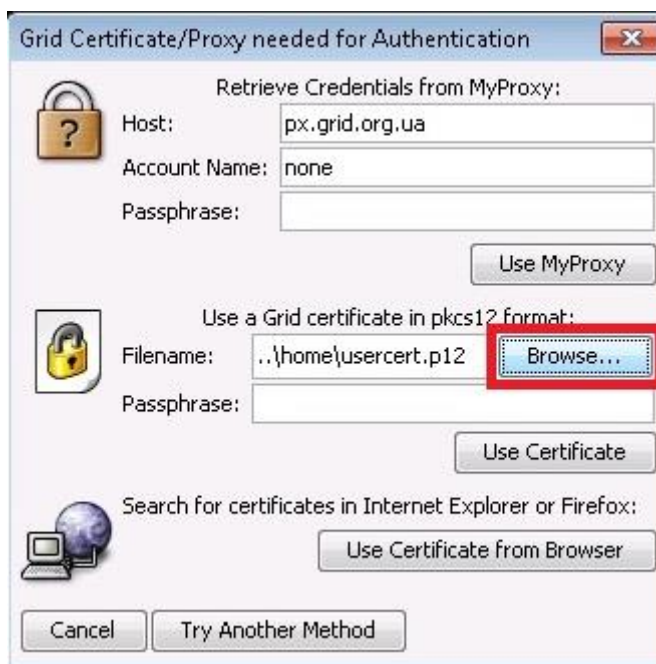 Grid Certificate/Proxy needed for Authentication
Retrieve Credentials from MyProxy:
Host: px.grid.org.ua
Account Name: none
Passphrase:
Use MyProxy
Use a Grid certificate in pkcs12 format:
Filename: ..\home\usercert.p12 Browse...
Passphrase:
Use Certificate
Search for certificates in Internet Explorer or Firefox:
Use Certificate from Browser
Cancel Try Another Method